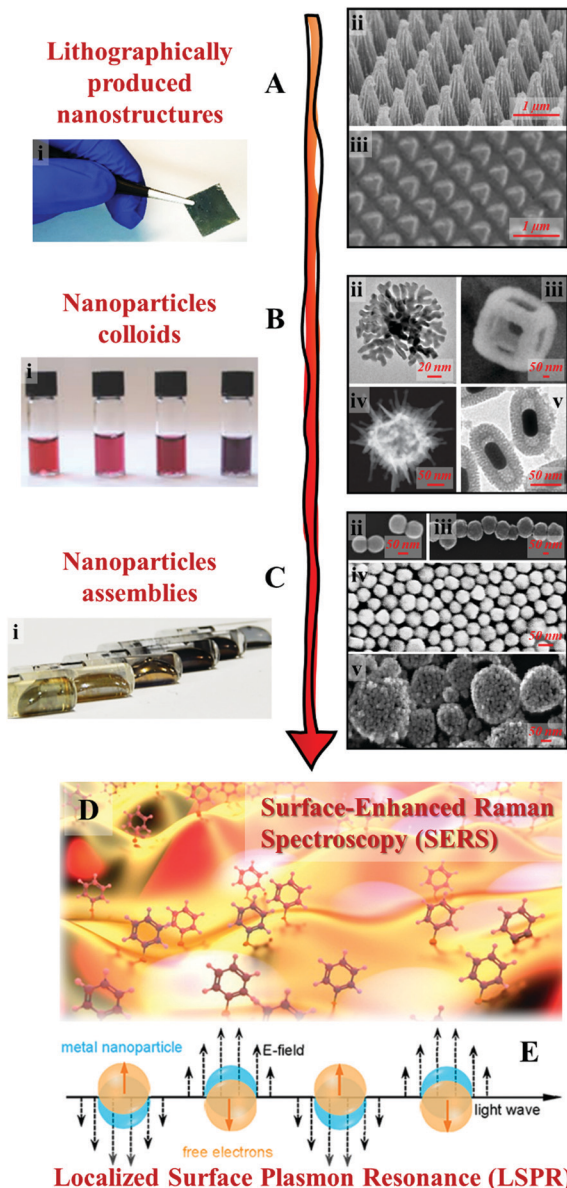 Lithographically
produced
nanostructures
A
i
ii
1 μm
iii
1 μm
Nanoparticles
colloids
B
i
ii
20 nm
iii
50 nm
iv
50 nm
v
50 nm
Nanoparticles
assemblies
C
i
ii
50 nm
iii
50 nm
iv
50 nm
v
50 nm
D
Surface-Enhanced Raman
Spectroscopy (SERS)
metal nanoparticle
E-field
E
light wave
free electrons
Localized Surface Plasmon Resonance (LSPR)